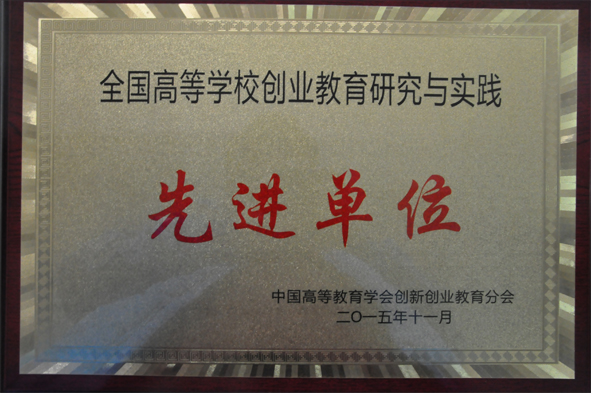 全国高等学校创业教育研究与实践
先进单位
中国高等教育学会创新创业教育分会
二〇一五年十一月